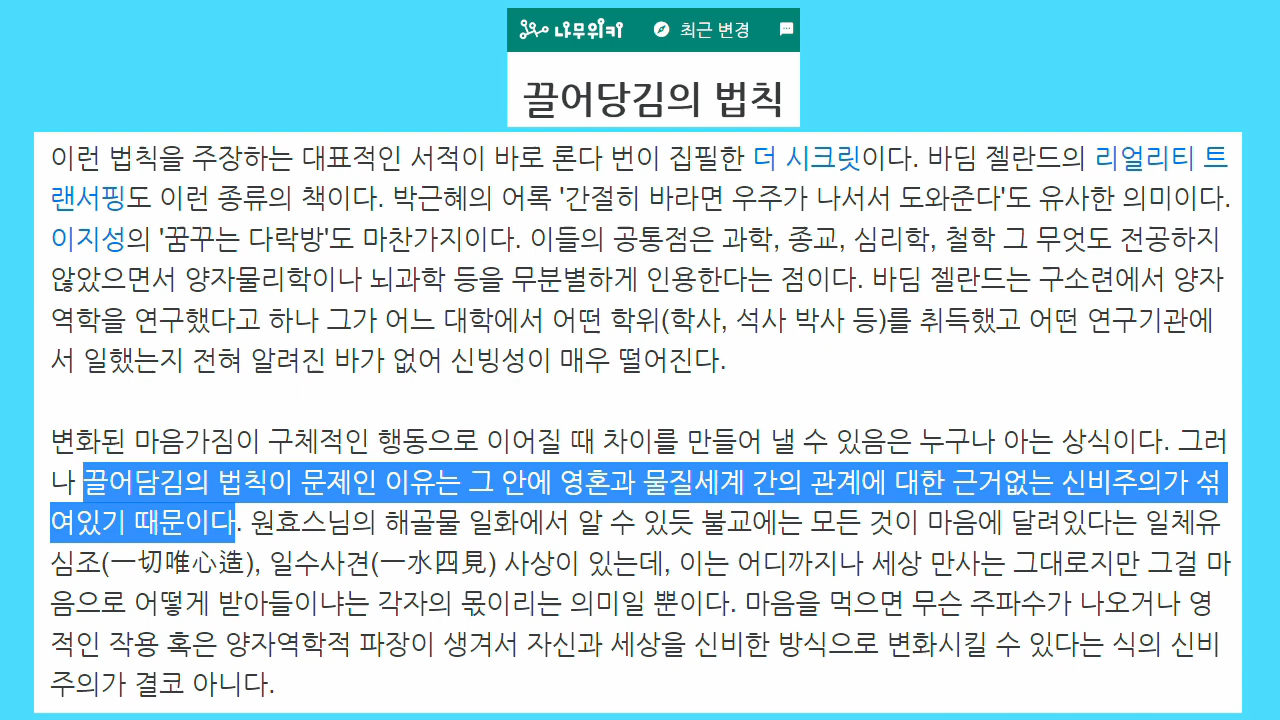 나무위키 최근 변경
끌어당김의 법칙
이런 법칙을 주장하는 대표적인 서적이 바로 론다 번이 집필한 더 시크릿이다. 바딤 젤란드의 리얼리티 트
랜서핑도 이런 종류의 책이다. 박근혜의 어록 '간절히 바라면 우주가 나서서 도와준다'도 유사한 의미이다.
이지성의 '꿈꾸는 다락방'도 마찬가지이다. 이들의 공통점은 과학, 종교, 심리학, 철학 그 무엇도 전공하지
않았으면서 양자물리학이나 뇌과학 등을 무분별하게 인용한다는 점이다. 바딤 젤란드는 구소련에서 양자
역학을 연구했다고 하나 그가 어느 대학에서 어떤 학위(학사, 석사 박사 등)를 취득했고 어떤 연구기관에
서 일했는지 전혀 알려진 바가 없어 신빙성이 매우 떨어진다.
변화된 마음가짐이 구체적인 행동으로 이어질 때 차이를 만들어 낼 수 있음은 누구나 아는 상식이다. 그러
나 끌어담김의 법칙이 문제인 이유는 그 안에 영혼과 물질세계 간의 관계에 대한 근거없는 신비주의가 섞
여있기 때문이다. 원효스님의 해골물 일화에서 알 수 있듯 불교에는 모든 것이 마음에 달려있다는 일체유
심조(一切唯心造), 일수사견(一水四見) 사상이 있는데, 이는 어디까지나 세상 만사는 그대로지만 그걸 마
음으로 어떻게 받아들이냐는 각자의 몫이리는 의미일 뿐이다. 마음을 먹으면 무슨 주파수가 나오거나 영
적인 작용 혹은 양자역학적 파장이 생겨서 자신과 세상을 신비한 방식으로 변화시킬 수 있다는 식의 신비
주의가 결코 아니다.